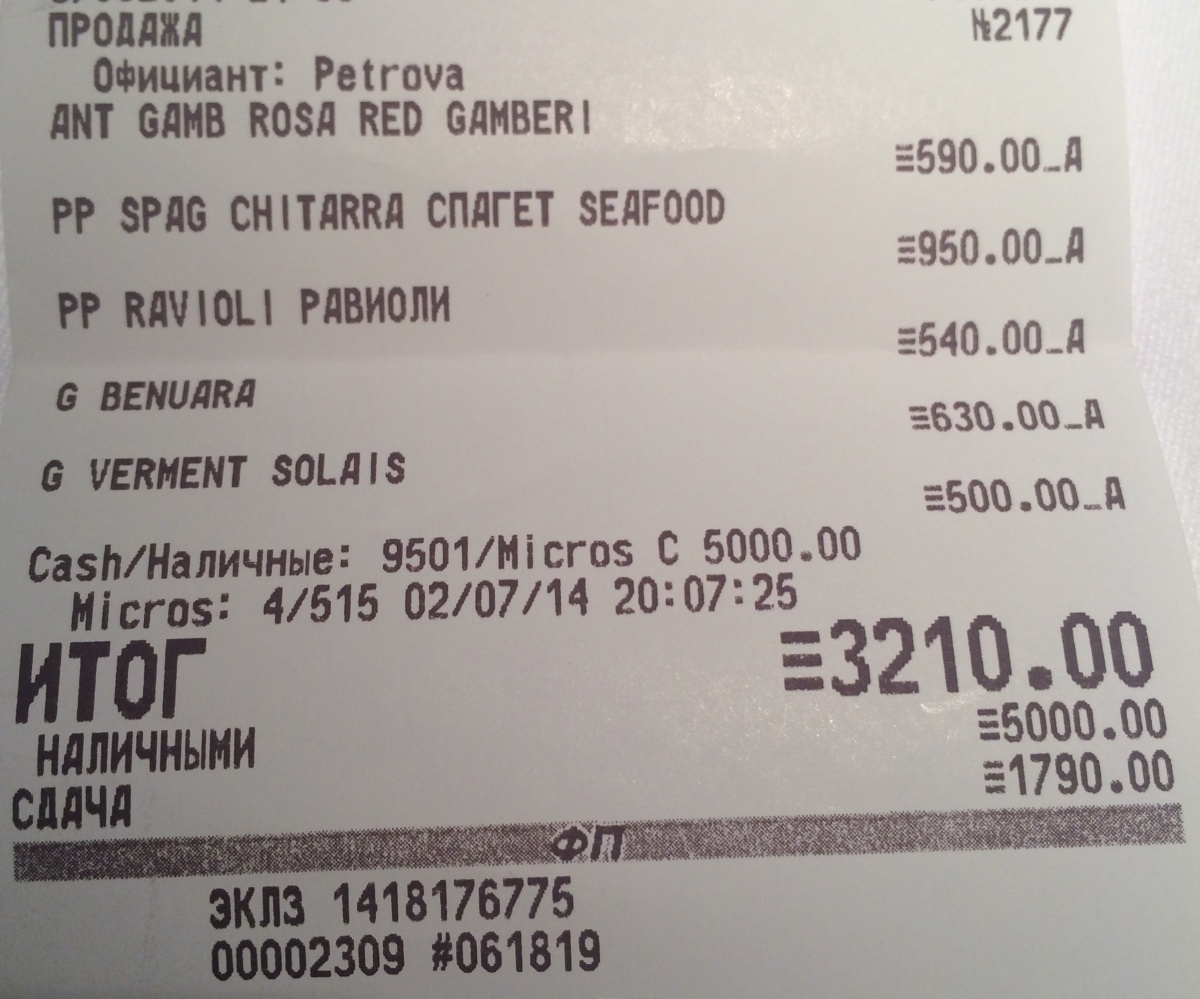 ПРОДАЖА №2177
Официант: Petrova
ANT GAMB ROSA RED GAMBERI
≡590.00_A
PP SPAG CHITARRA СПАГЕТ SEAFOOD
≡950.00_A
PP RAVIOLI РАВИОЛИ
≡540.00_A
G BENUARA
≡630.00_A
G VERMENT SOLAIS
≡500.00_A
Cash/Наличные: 9501/Micros C 5000.00
Micros: 4/515 02/07/14 20:07:25
ИТОГ ≡3210.00
НАЛИЧНЫМИ ≡5000.00
СДАЧА ≡1790.00
ФП
ЭКЛЗ 1418176775
00002309 #061819